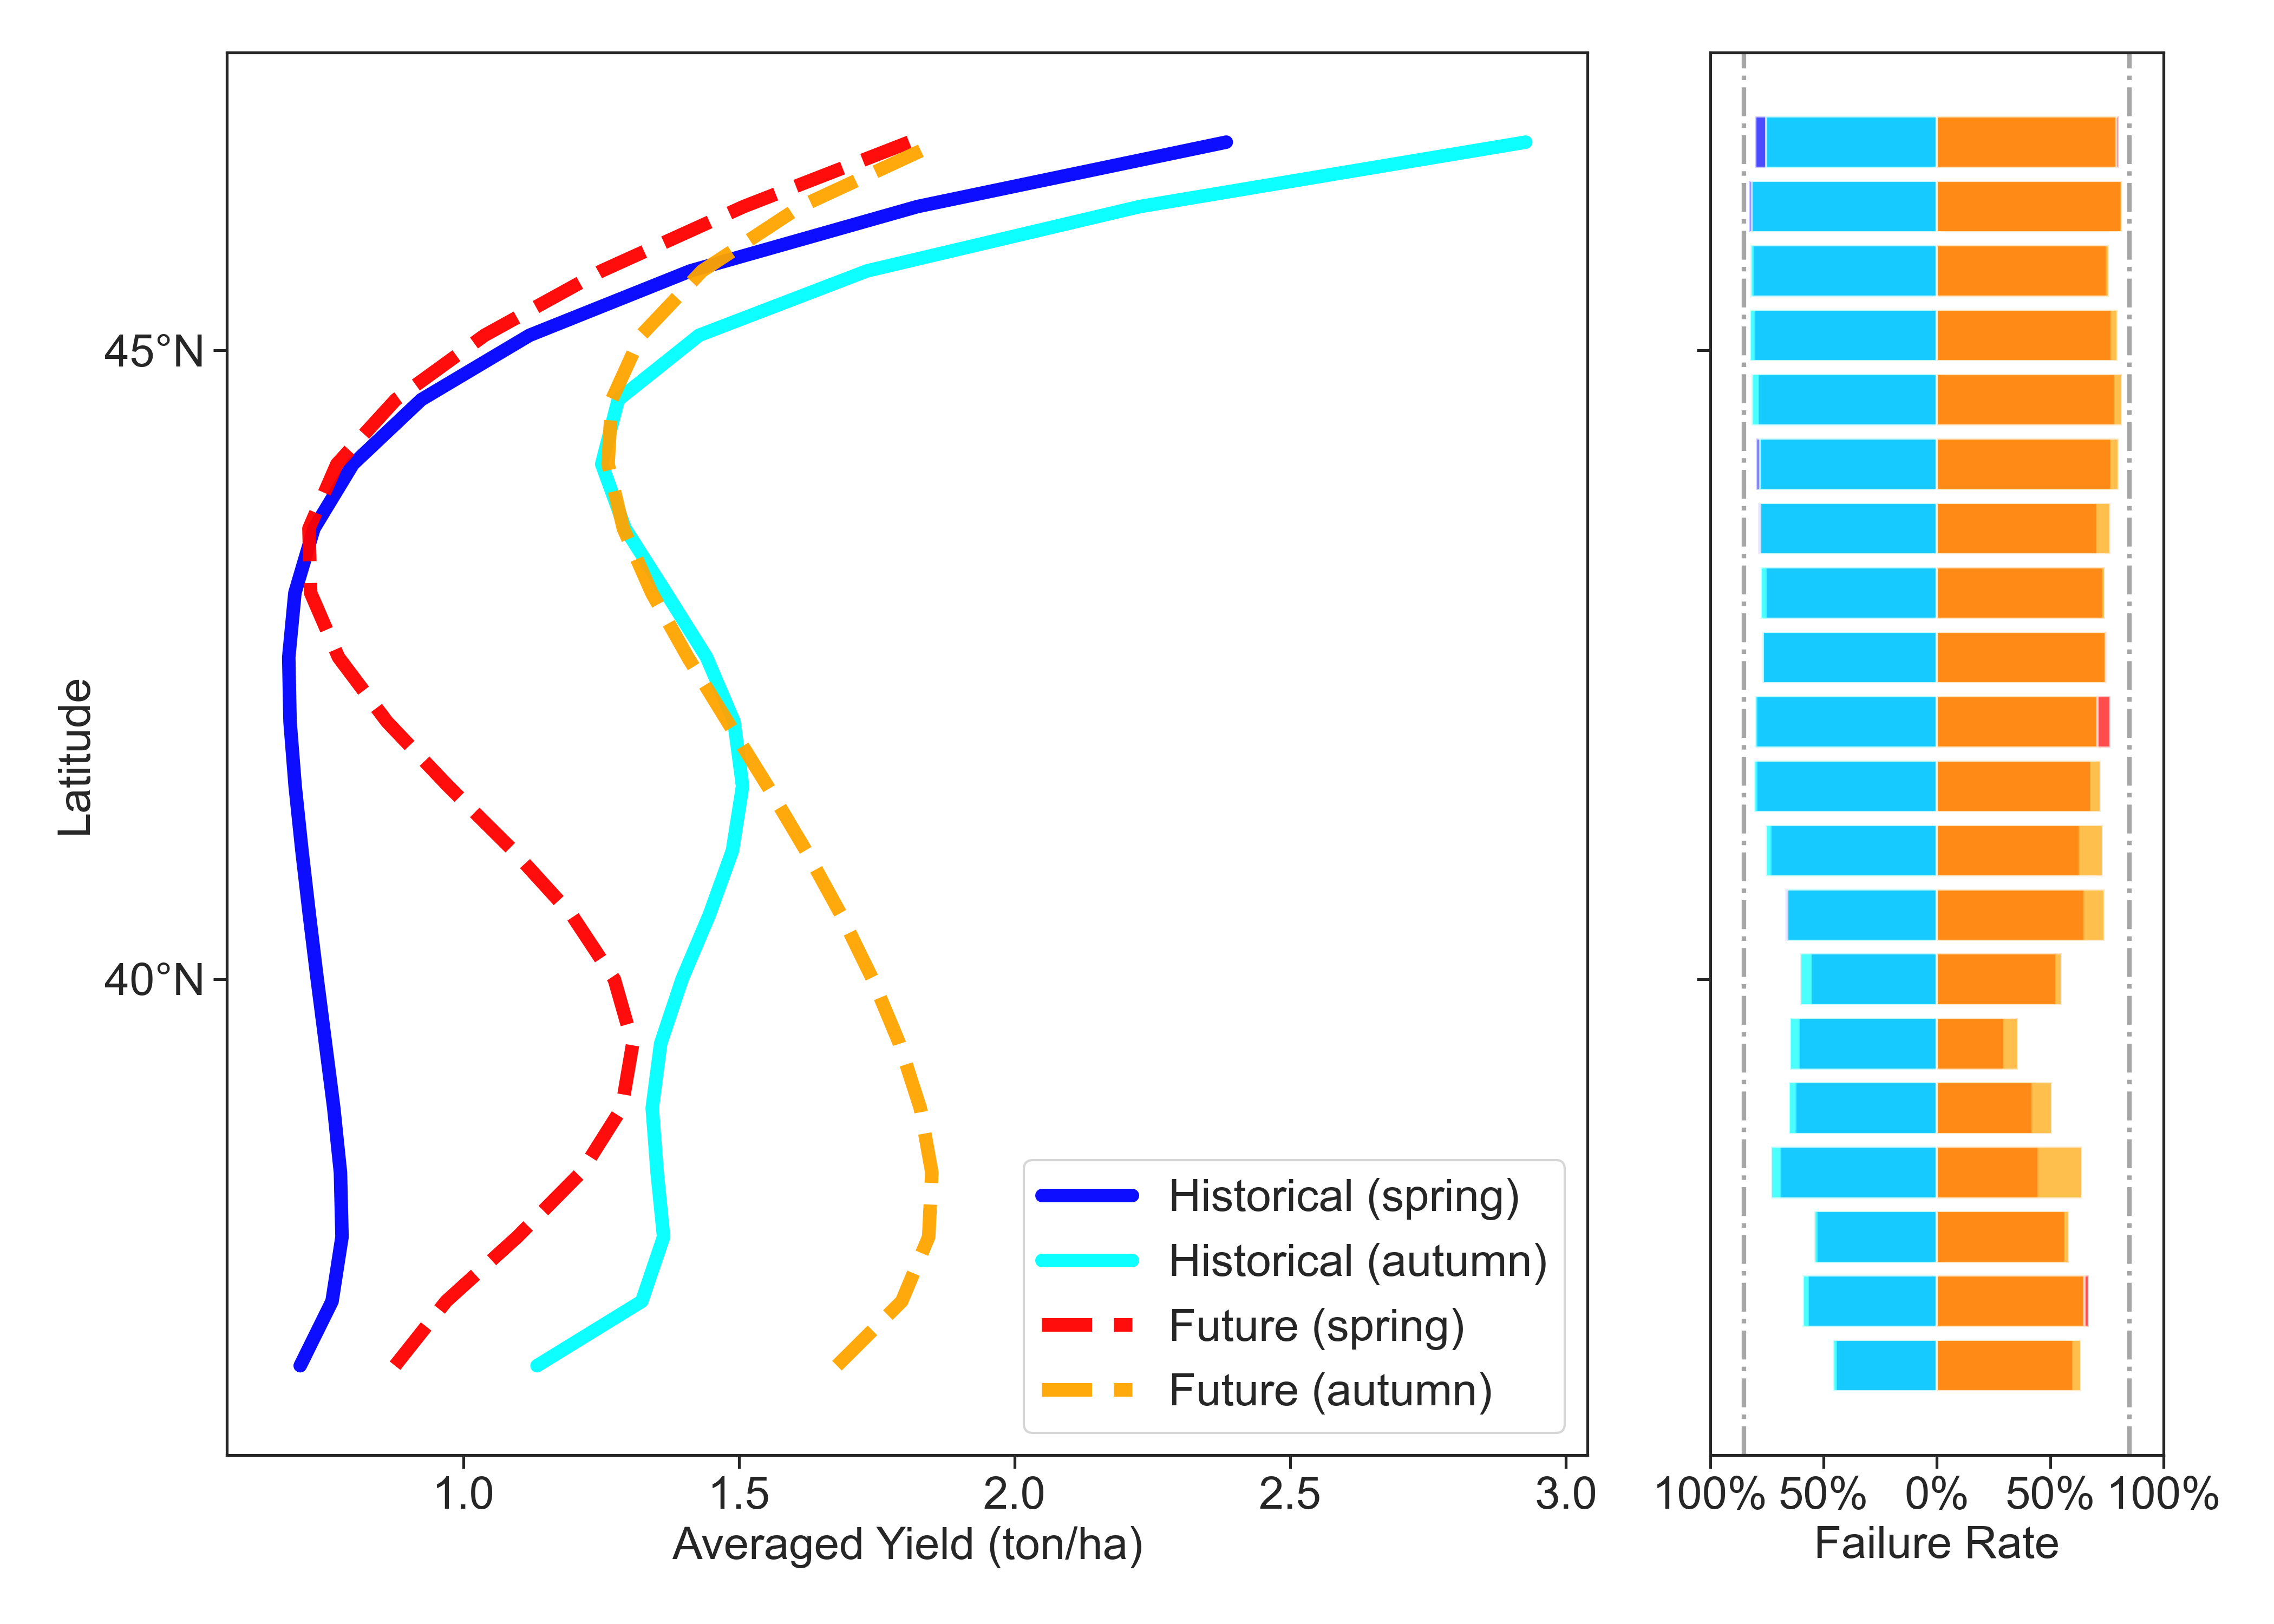 45°N
40°N
Latitude
1.0 1.5 2.0 2.5 3.0
Averaged Yield (ton/ha)
Historical (spring)
Historical (autumn)
Future (spring)
Future (autumn)
100% 50% 0% 50% 100%
Failure Rate